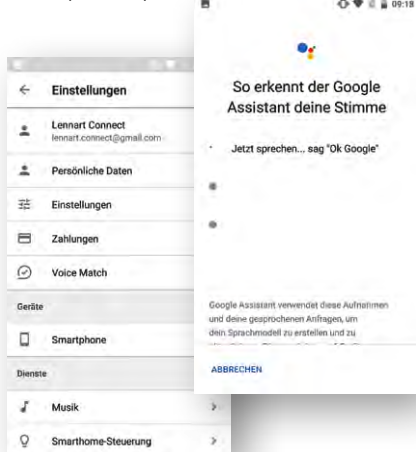 Einstellungen
Lennart Connect
lennart.connect@gmail.com
Persönliche Daten
Einstellungen
Zahlungen
Voice Match
Geräte
Smartphone
Dienste
Musik
Smarthome-Steuerung
09:18
So erkennt der Google
Assistant deine Stimme
Jetzt sprechen... sag "Ok Google"
Google Assistant verwendet diese Aufnahmen
und deine gesprochenen Anfragen, um
dein Sprachmodell zu erstellen und zu
ABBRECHEN